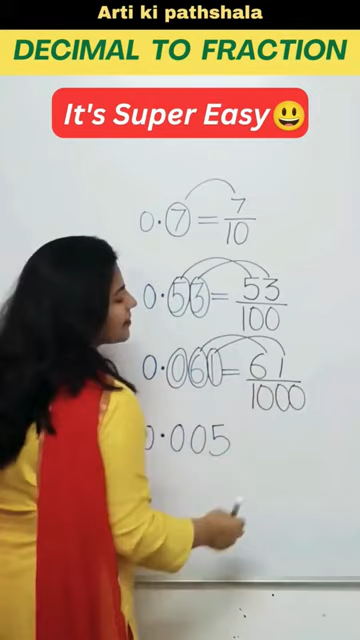 Arti ki pathshala
DECIMAL TO FRACTION
It's Super Easy😃
0.7 = 7/10
0.53 = 53/100
0.061 = 61/1000
0.005